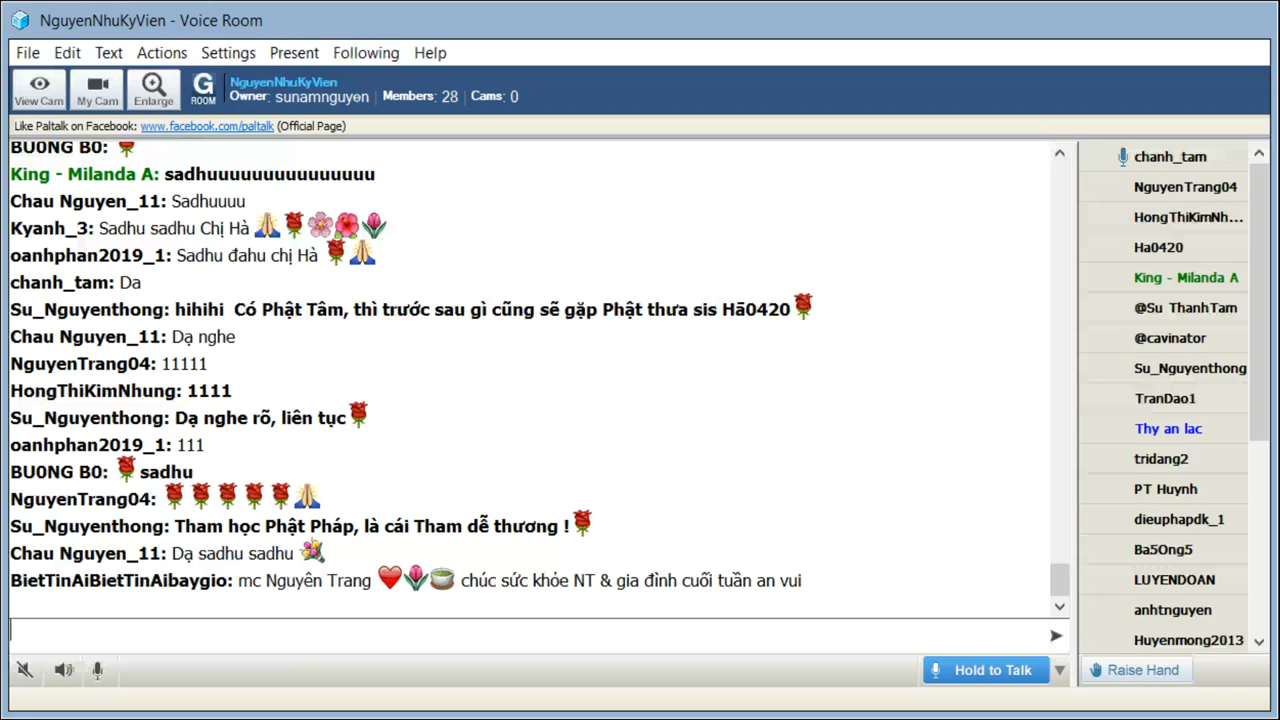 NguyenNhuKyVien - Voice Room
File Edit Text Actions Settings Present Following Help
View Cam My Cam Enlarge G ROOM
NguyenNhuKyVien
Owner: sunamnguyen | Members: 28 | Cams: 0
Like Paltalk on Facebook: www.facebook.com/paltalk (Official Page)
BU0NG B0:
King - Milanda A: sadhuuuuuuuuuuuuuuu
Chau Nguyen_11: Sadhuuuu
Kyanh_3: Sadhu sadhu Chị Hà
oanhphan2019_1: Sadhu đahu chị Hà
chanh_tam: Da
Su_Nguyenthong: hihihi Có Phật Tâm, thì trước sau gì cũng sẽ gặp Phật thưa sis Hā0420
Chau Nguyen_11: Dạ nghe
NguyenTrang04: 11111
HongThiKimNhung: 1111
Su_Nguyenthong: Dạ nghe rõ, liên tục
oanhphan2019_1: 111
BU0NG B0: sadhu
NguyenTrang04:
Su_Nguyenthong: Tham học Phật Pháp, là cái Tham dễ thương !
Chau Nguyen_11: Dạ sadhu sadhu
BietTinAiBietTinAibaygio: mc Nguyên Trang chúc sức khỏe NT & gia đình cuối tuần an vui
chanh_tam
NguyenTrang04
HongThiKimNh...
Ha0420
King - Milanda A
@Su ThanhTam
@cavinator
Su_Nguyenthong
TranDao1
Thy an lac
tridang2
PT Huynh
dieuphapdk_1
Ba5Ong5
LUYENDOAN
anhtnguyen
Huyenmong2013
Hold to Talk
Raise Hand